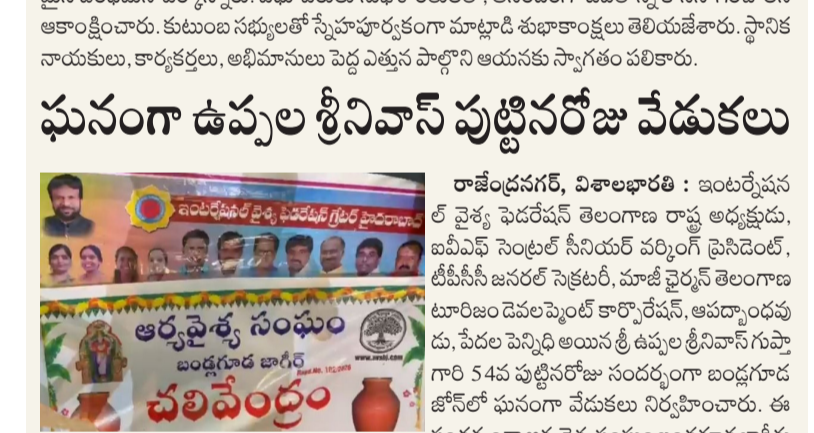 ఆకాంక్షించారు. కుటుంబ సభ్యులతో స్నేహపూర్వకంగా మాట్లాడి శుభాకాంక్షలు తెలియజేశారు. స్థానిక
నాయకులు, కార్యకర్తలు, అభిమానులు పెద్ద ఎత్తున పాల్గొని ఆయనకు స్వాగతం పలికారు.
ఘనంగా ఉప్పల శ్రీనివాస్ పుట్టినరోజు వేడుకలు
ఇంటర్నేషనల్ వైశ్య ఫెడరేషన్ గ్రేటర్ హైదరాబాద్
ఆర్యవైశ్య సంఘం
బండ్లగూడ జాగీర్
చలివేంద్రం
రాజేంద్రనగర్, విశాలభారతి : ఇంటర్నేషన
ల్ వైశ్య ఫెడరేషన్ తెలంగాణ రాష్ట్ర అధ్యక్షుడు,
ఐవీఎఫ్ సెంట్రల్ సీనియర్ వర్కింగ్ ప్రెసిడెంట్,
టీపీసీసీ జనరల్ సెక్రటరీ, మాజీ ఛైర్మన్ తెలంగాణ
టూరిజం డెవలప్మెంట్ కార్పొరేషన్, ఆపద్బాంధవు
డు, పేదల పెన్నిధి అయిన శ్రీ ఉప్పల శ్రీనివాస్ గుప్తా
గారి 54వ పుట్టినరోజు సందర్భంగా బండ్లగూడ
జోన్‌లో ఘనంగా వేడుకలు నిర్వహించారు. ఈ